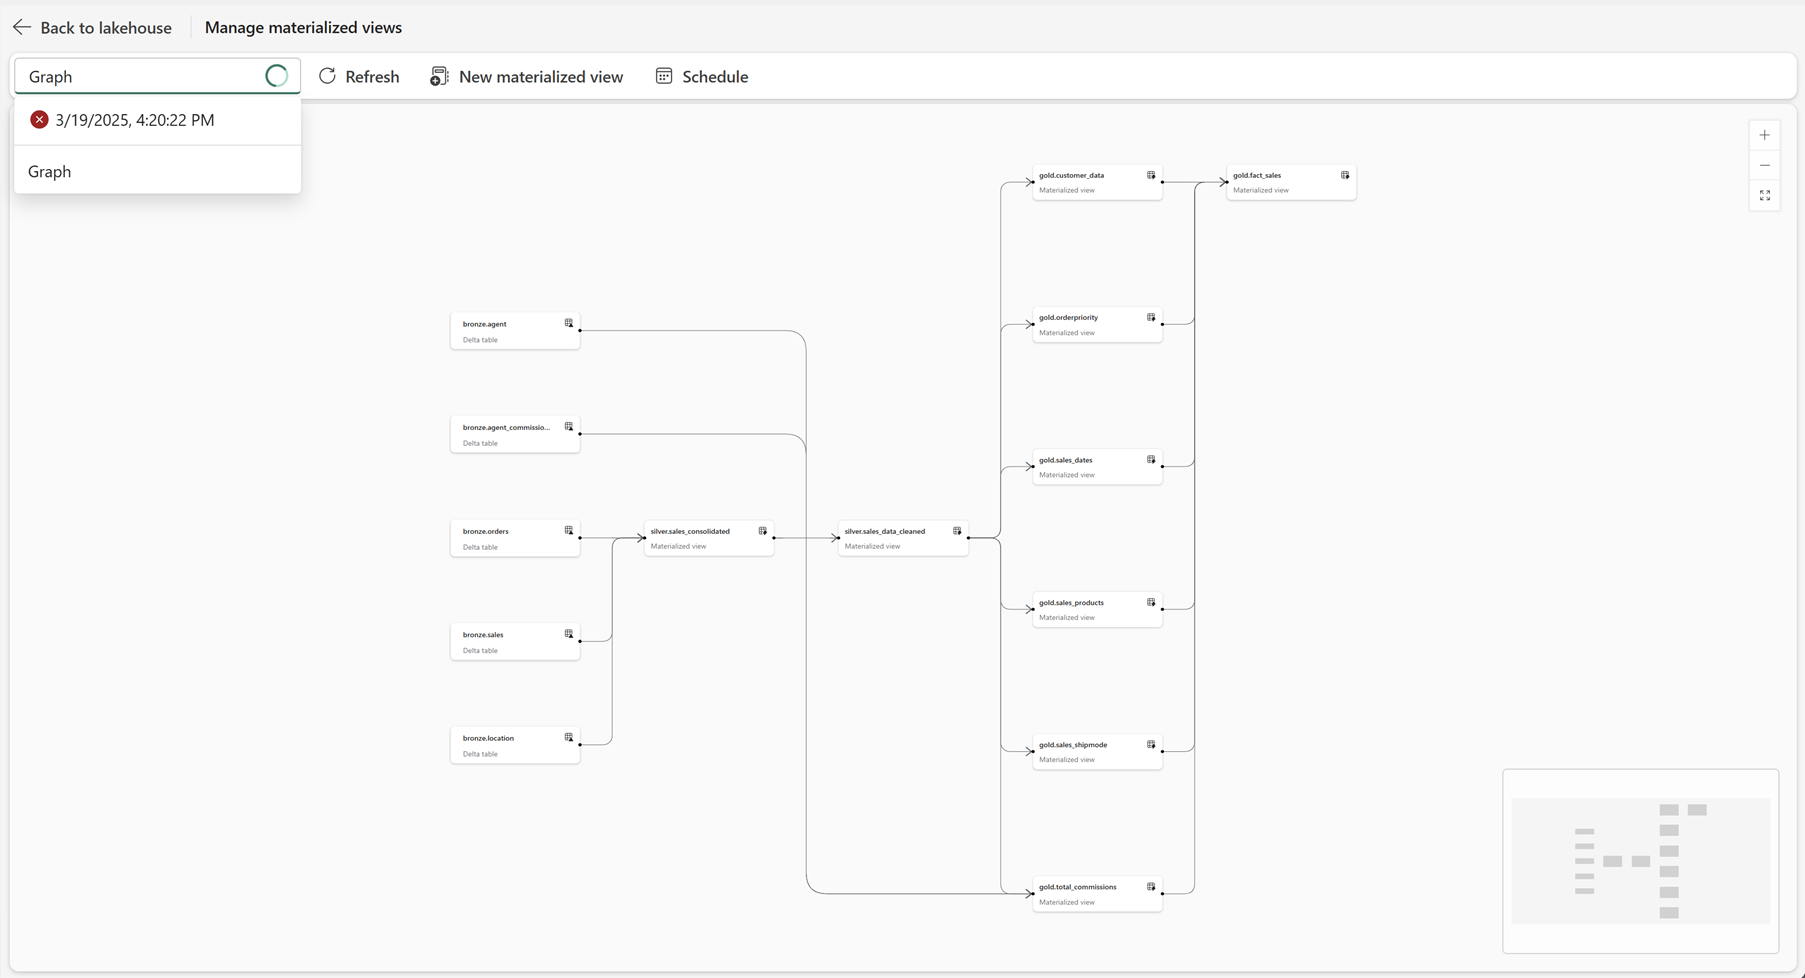 Back to lakehouse
Manage materialized views
Graph
Refresh
New materialized view
Schedule
3/19/2025, 4:20:22 PM
Graph
gold.customer_data
Materialized view
gold.fact_sales
Materialized view
bronze.agent
Delta table
gold.orderpriority
Materialized view
bronze.agent_commissio...
Delta table
gold.sales_dates
Materialized view
bronze.orders
Delta table
silver.sales_consolidated
Materialized view
silver.sales_data_cleaned
Materialized view
gold.sales_products
Materialized view
bronze.sales
Delta table
bronze.location
Delta table
gold.sales_shipmode
Materialized view
gold.total_commissions
Materialized view